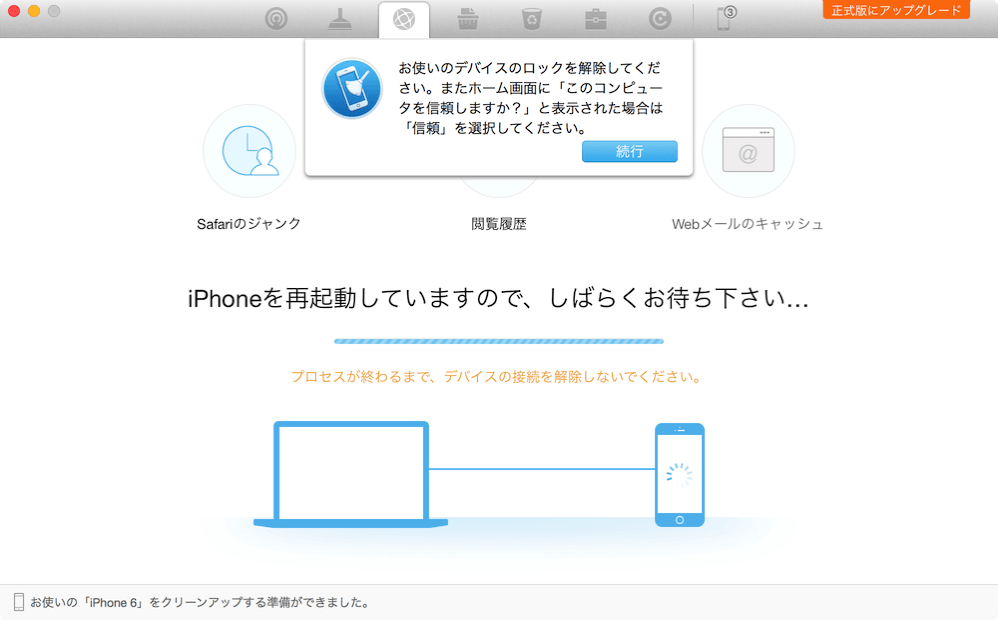 ③
正式版にアップグレード
お使いのデバイスのロックを解除してくだ
さい。またホーム画面に「このコンピュー
タを信頼しますか？」と表示された場合は
「信頼」を選択してください。
続行
@
Safariのジャンク
閲覧履歴
Webメールのキャッシュ
iPhoneを再起動していますので、しばらくお待ち下さい...
プロセスが終わるまで、デバイスの接続を解除しないでください。
お使いの「iPhone 6」をクリーンアップする準備ができました。